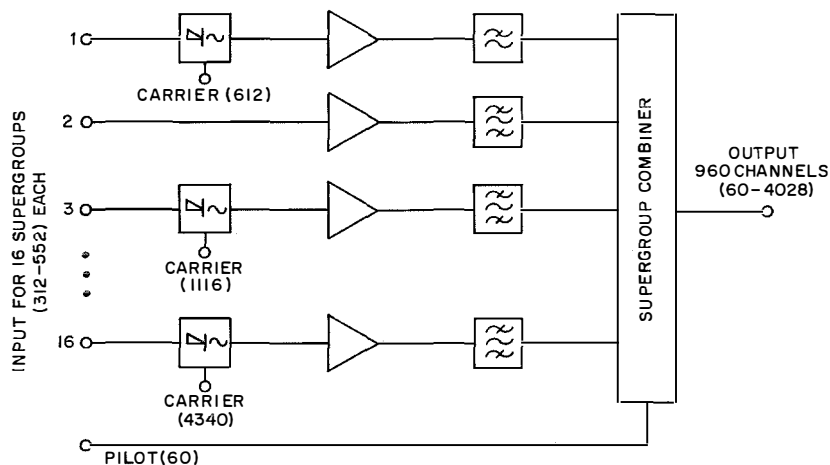 1
CARRIER (612)
2
3
CARRIER
(1116)
16
CARRIER
(4340)
PILOT (60)
INPUT FOR 16 SUPERGROUPS
(312-552) EACH
SUPERGROUP COMBINER
OUTPUT
960 CHANNELS
(60-4028)